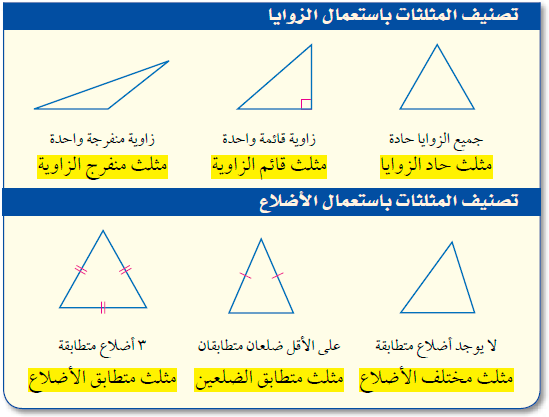 تصنيف المثلثات باستعمال الزوايا
جميع الزوايا حادة
مثلث حاد الزوايا
زاوية قائمة واحدة
مثلث قائم الزاوية
زاوية منفرجة واحدة
مثلث منفرج الزاوية
تصنيف المثلثات باستعمال الأضلاع
لا يوجد أضلاع متطابقة
مثلث مختلف الأضلاع
على الأقل ضلعان متطابقان
مثلث متطابق الضلعين
٣ أضلاع متطابقة
مثلث متطابق الأضلاع